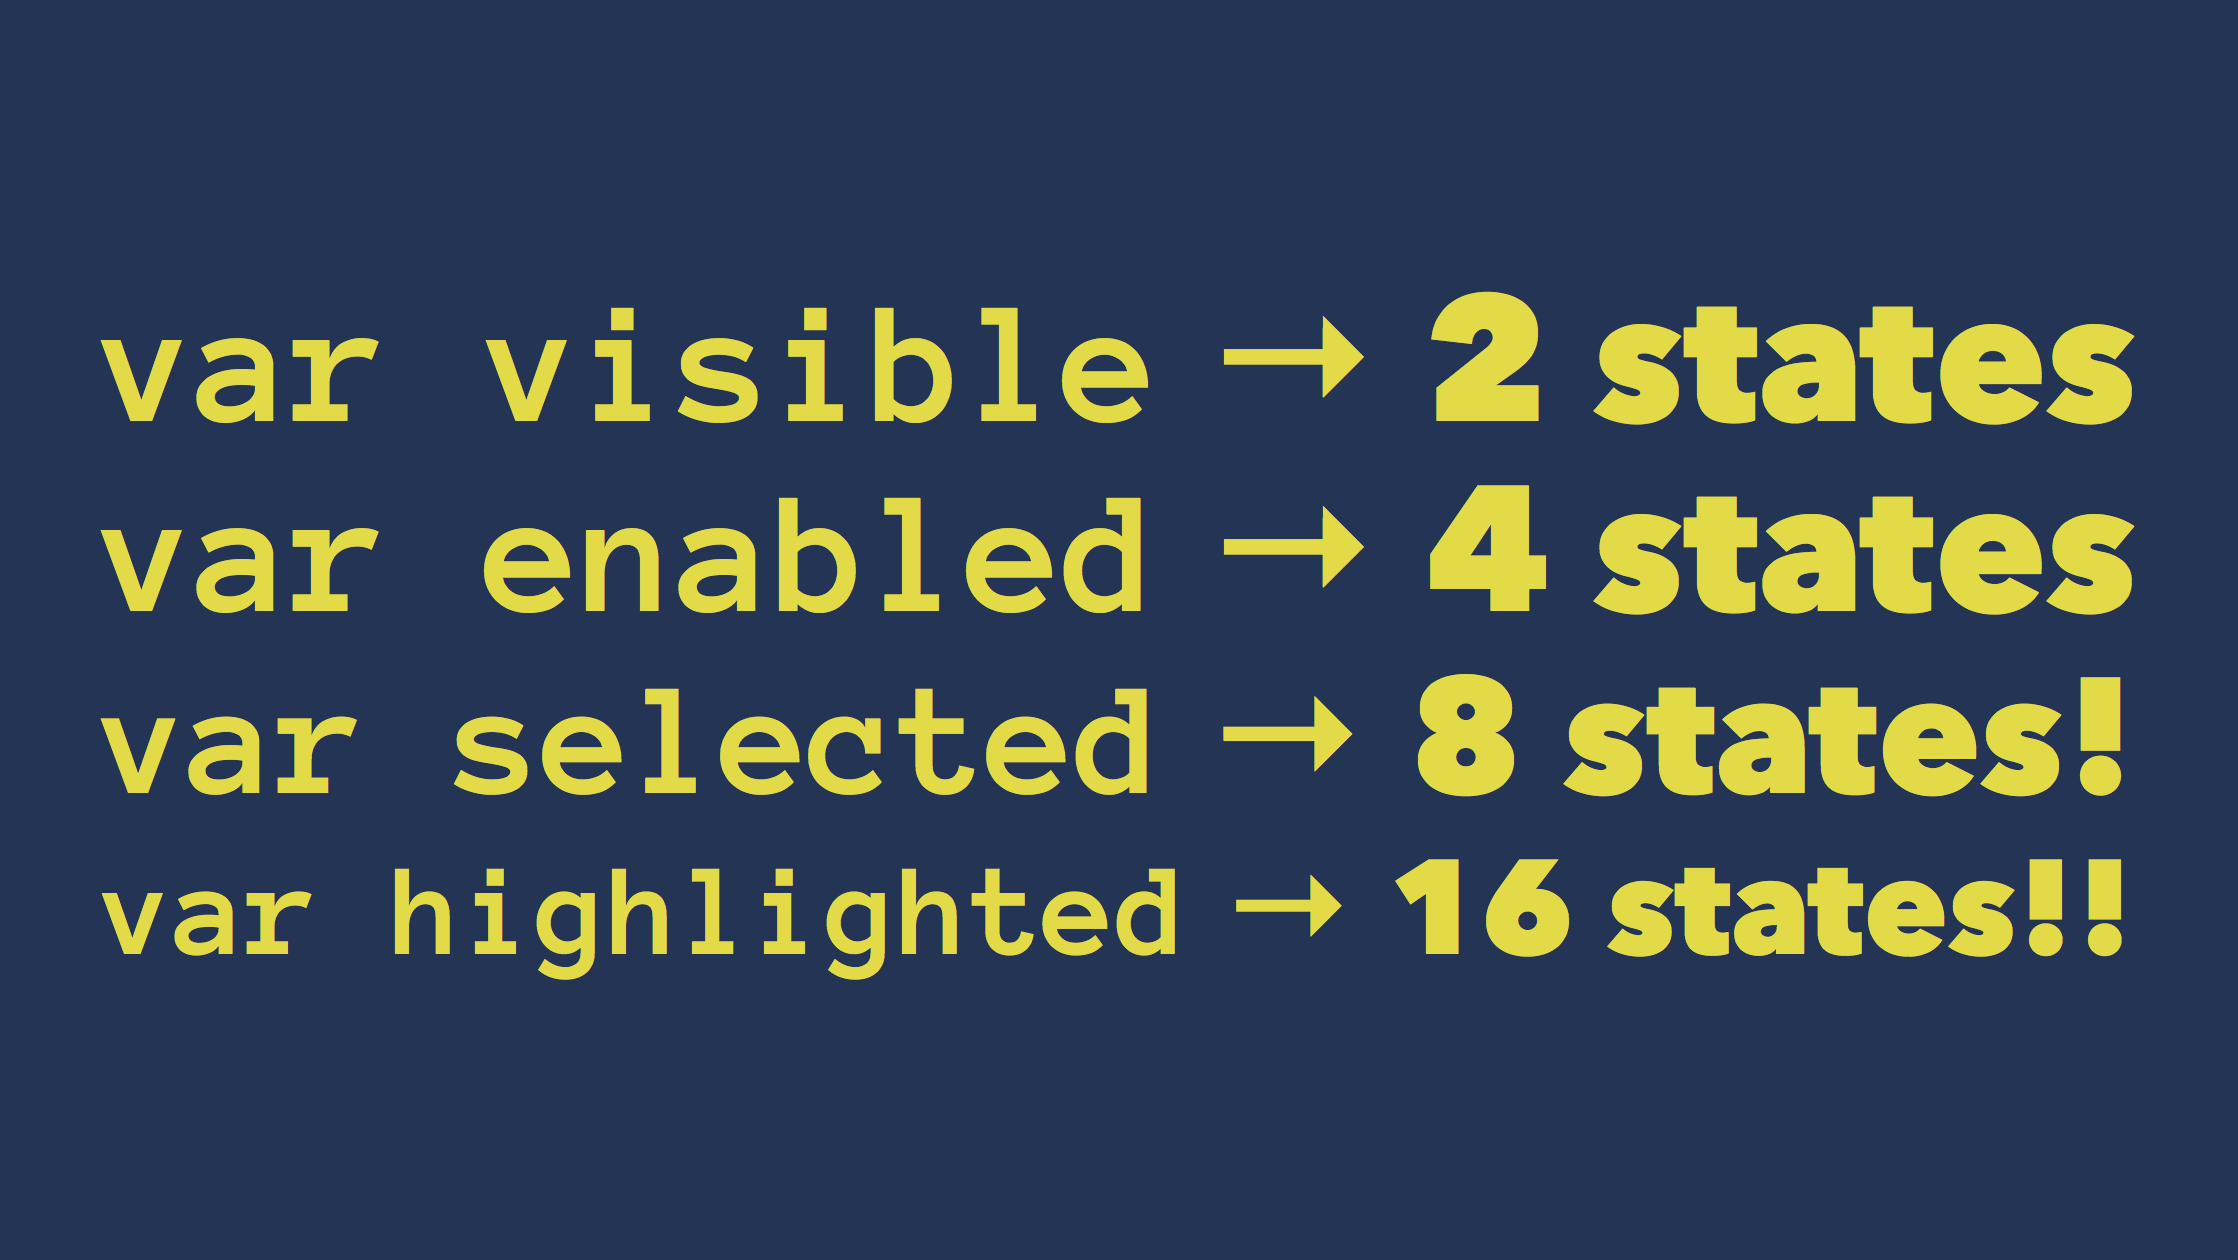 var visible → 2 states
var enabled → 4 states
var selected → 8 states!
var highlighted → 16 states!!